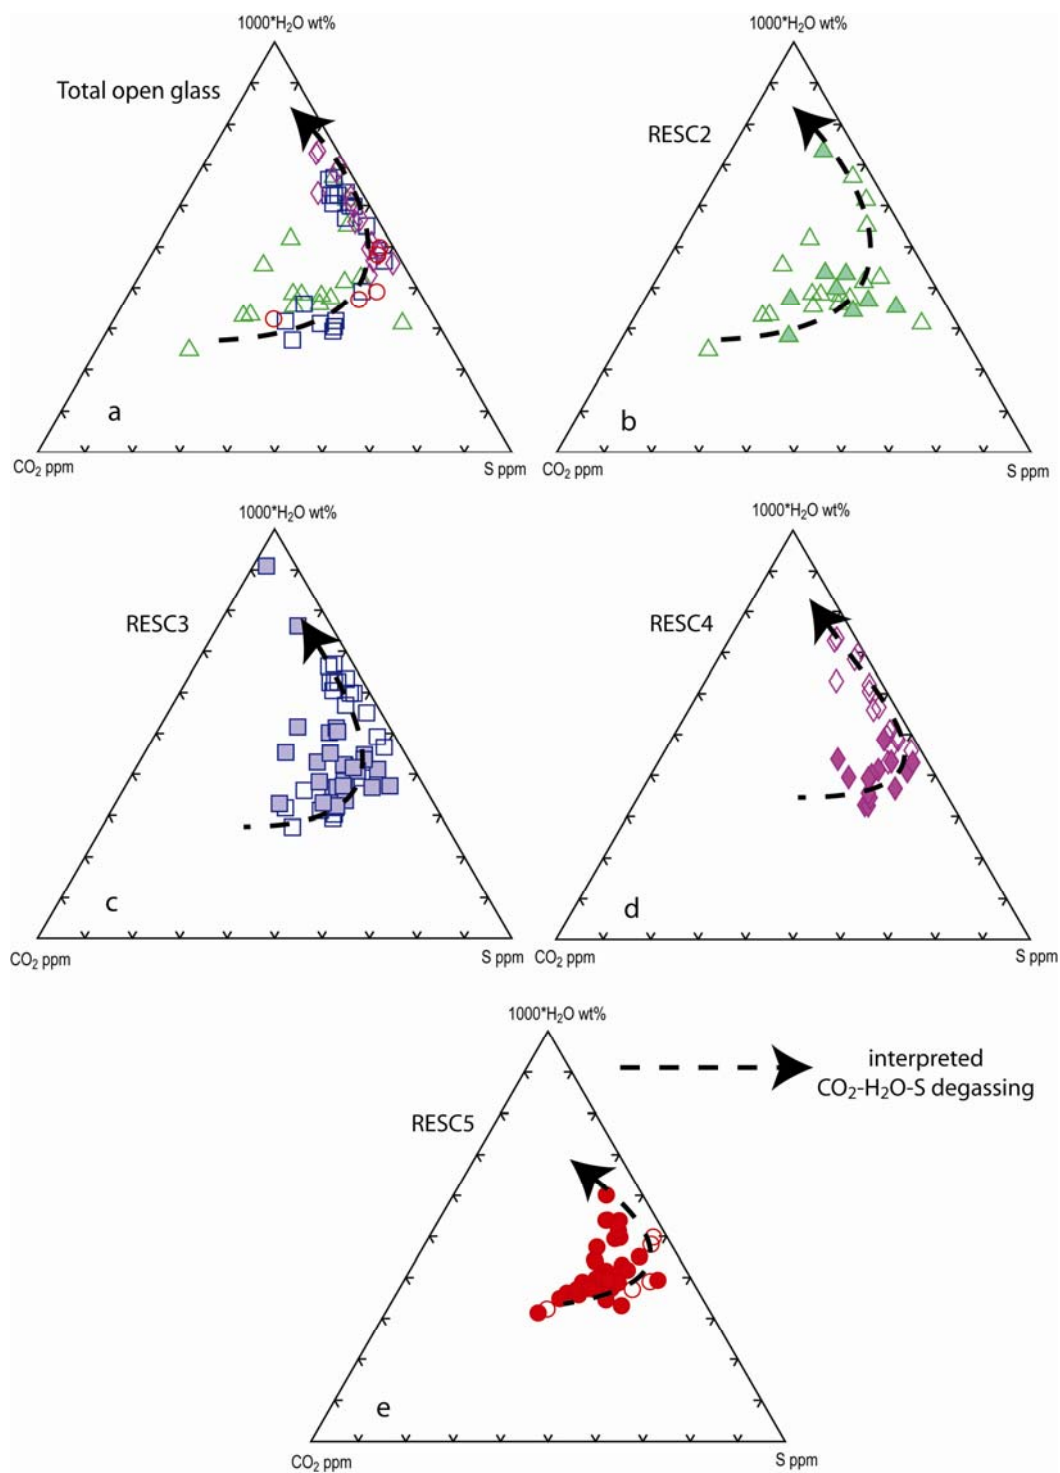 1000*H₂O wt%
1000*H₂O wt%
Total open glass
RESC2
a
b
CO₂ ppm
S ppm
CO₂ ppm
S ppm
1000*H₂O wt%
1000*H₂O wt%
RESC3
RESC4
c
d
CO₂ ppm
S ppm
CO₂ ppm
S ppm
1000*H₂O wt%
interpreted
CO₂-H₂O-S degassing
RESC5
e
CO₂ ppm
S ppm